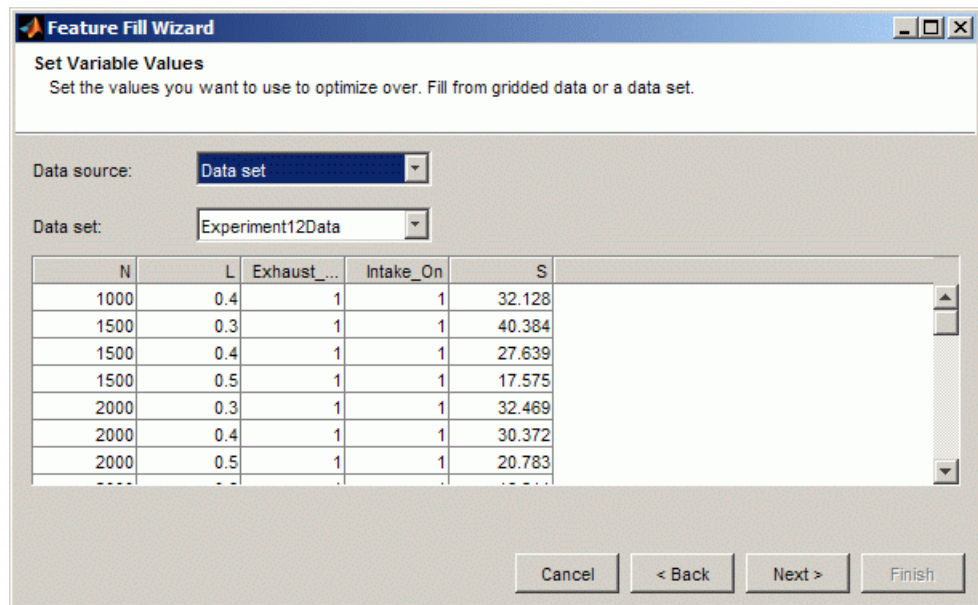 Feature Fill Wizard
Set Variable Values
Set the values you want to use to optimize over. Fill from gridded data or a data set.
Data source: Data set
Data set: Experiment12Data
N L Exhaust_... Intake_On S
1000 0.4 1 1 32.128
1500 0.3 1 1 40.384
1500 0.4 1 1 27.639
1500 0.5 1 1 17.575
2000 0.3 1 1 32.469
2000 0.4 1 1 30.372
2000 0.5 1 1 20.783
Cancel < Back Next > Finish